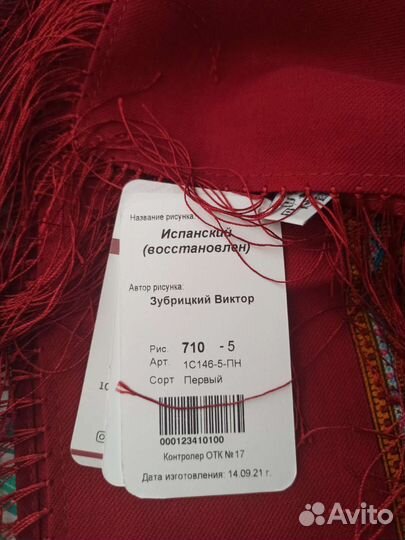 Название рисунка:
Испанский
(восстановлен)
Автор рисунка:
Зубрицкий Виктор
Рис. 710 - 5
Арт. 1С146-5-ПН
Сорт Первый
000123410100
Контролер ОТК № 17
Дата изготовления: 14.09.21 г.
10
Avito